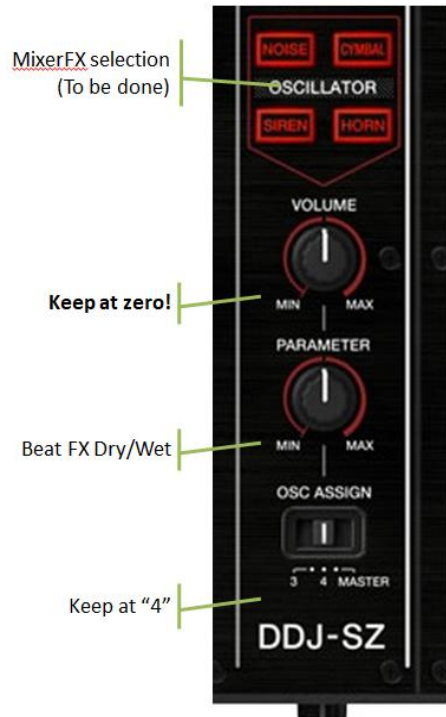 MixerFX selection
(To be done)
NOISE CYMBAL
OSCILLATOR
SIREN HORN
VOLUME
Keep at zero!
MIN MAX
PARAMETER
Beat FX Dry/Wet
MIN MAX
OSC ASSIGN
3 4 MASTER
Keep at “4”
DDJ-SZ